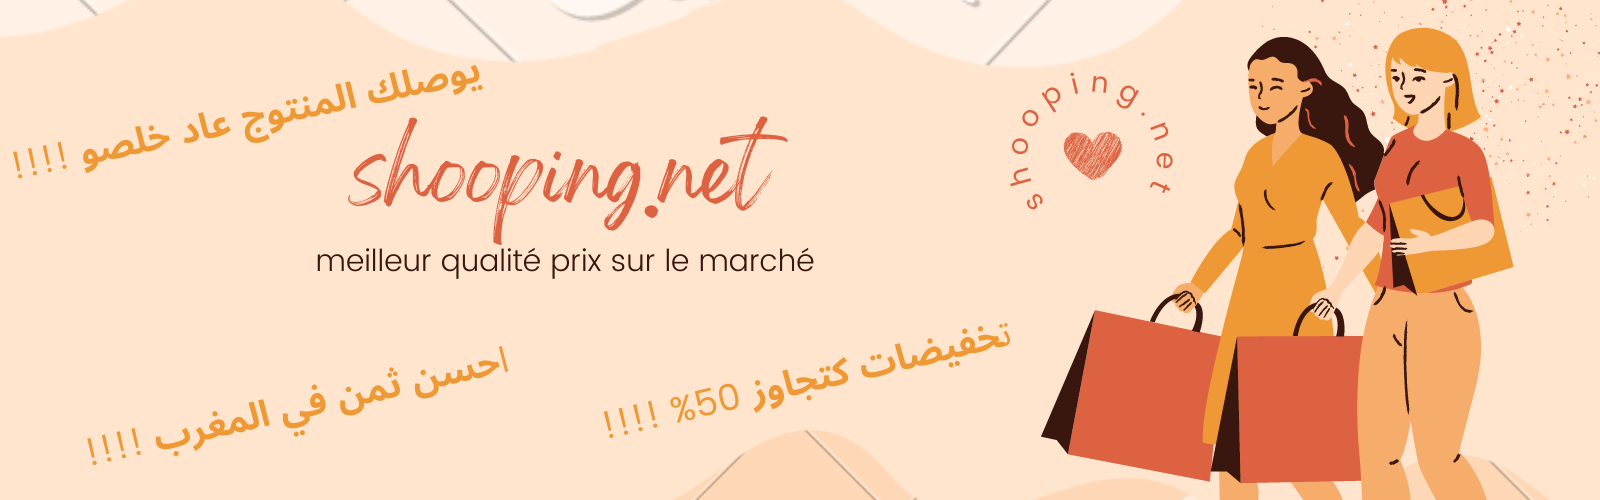 يوصلك المنتوج عاد خلصو !!!!
shooping.net
meilleur qualité prix sur le marché
shooping.net
احسن ثمن في المغرب !!!!
تخفيضات كتجاوز 50% !!!!